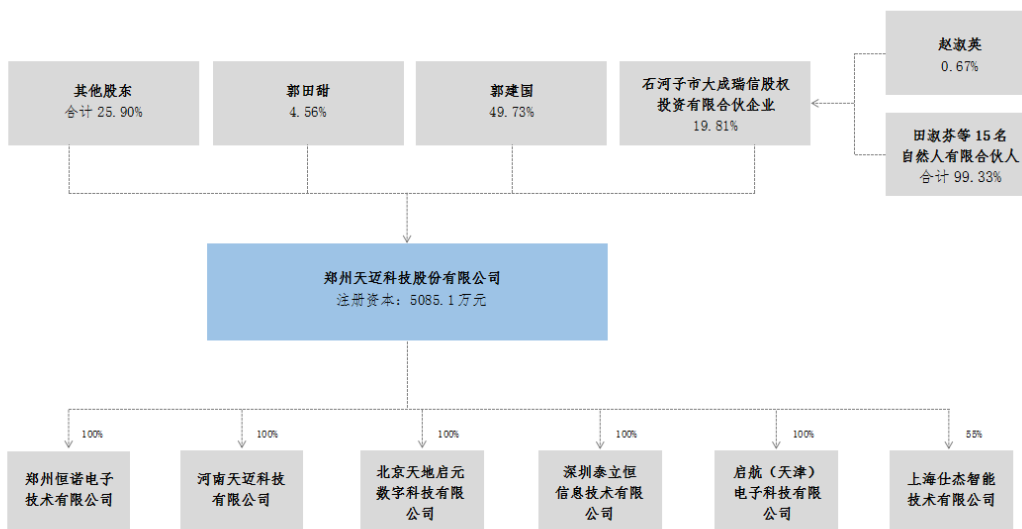 赵淑英
0.67%
其他股东
合计 25.90%
郭田甜
4.56%
郭建国
49.73%
石河子市大成瑞信股权
投资有限合伙企业
19.81%
田淑芬等 15 名
自然人有限合伙人
合计 99.33%
郑州天迈科技股份有限公司
注册资本：5085.1 万元
100%
100%
100%
100%
100%
55%
郑州恒诺电子
技术有限公司
河南天迈科技
有限公司
北京天地启元
数字科技有限
公司
深圳泰立恒
信息技术有限
公司
启航（天津）
电子科技有限
公司
上海仕杰智能
技术有限公司